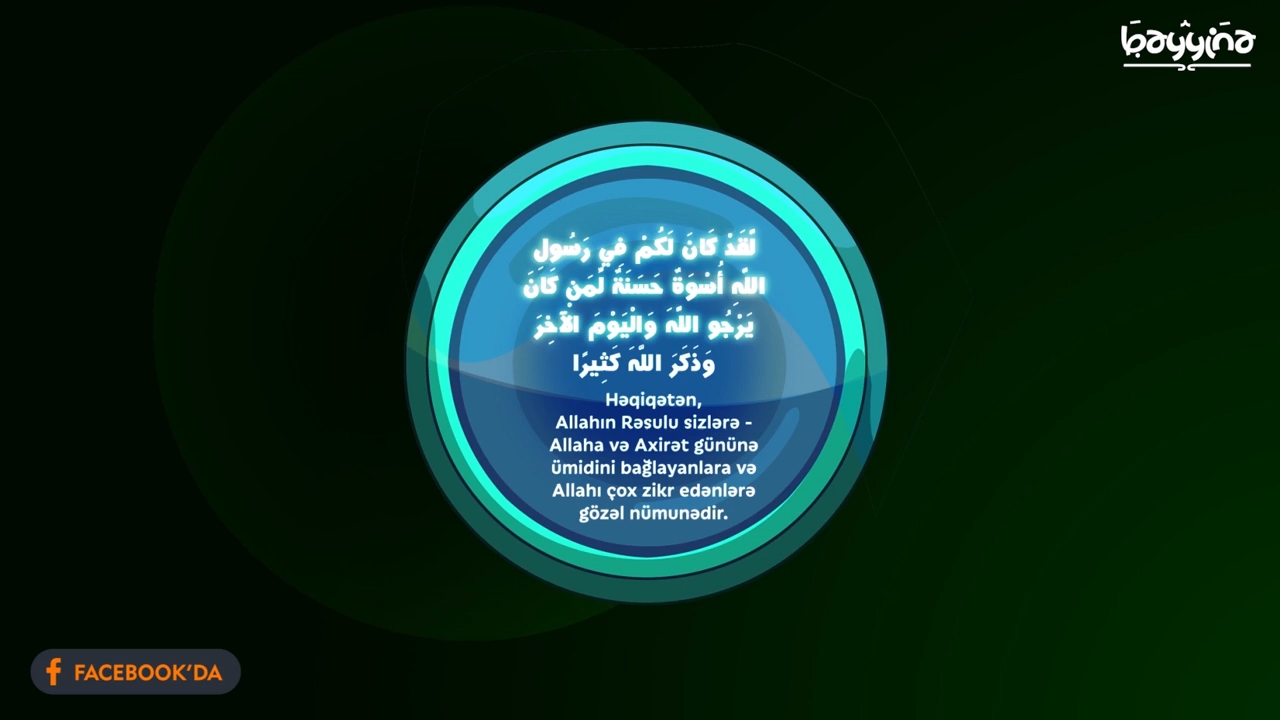 bayyina
لَّقَدْ كَانَ لَكُمْ فِي رَسُولِ
اللَّهِ أُسْوَةٌ حَسَنَةٌ لِّمَن كَانَ
يَرْجُو اللَّهَ وَالْيَوْمَ الْآخِرَ
وَذَكَرَ اللَّهَ كَثِيرًا
Həqiqətən,
Allahın Rəsulu sizlərə -
Allaha və Axirət gününə
ümidini bağlayanlara və
Allahı çox zikr edənlərə
gözəl nümunədir.
FACEBOOK'DA